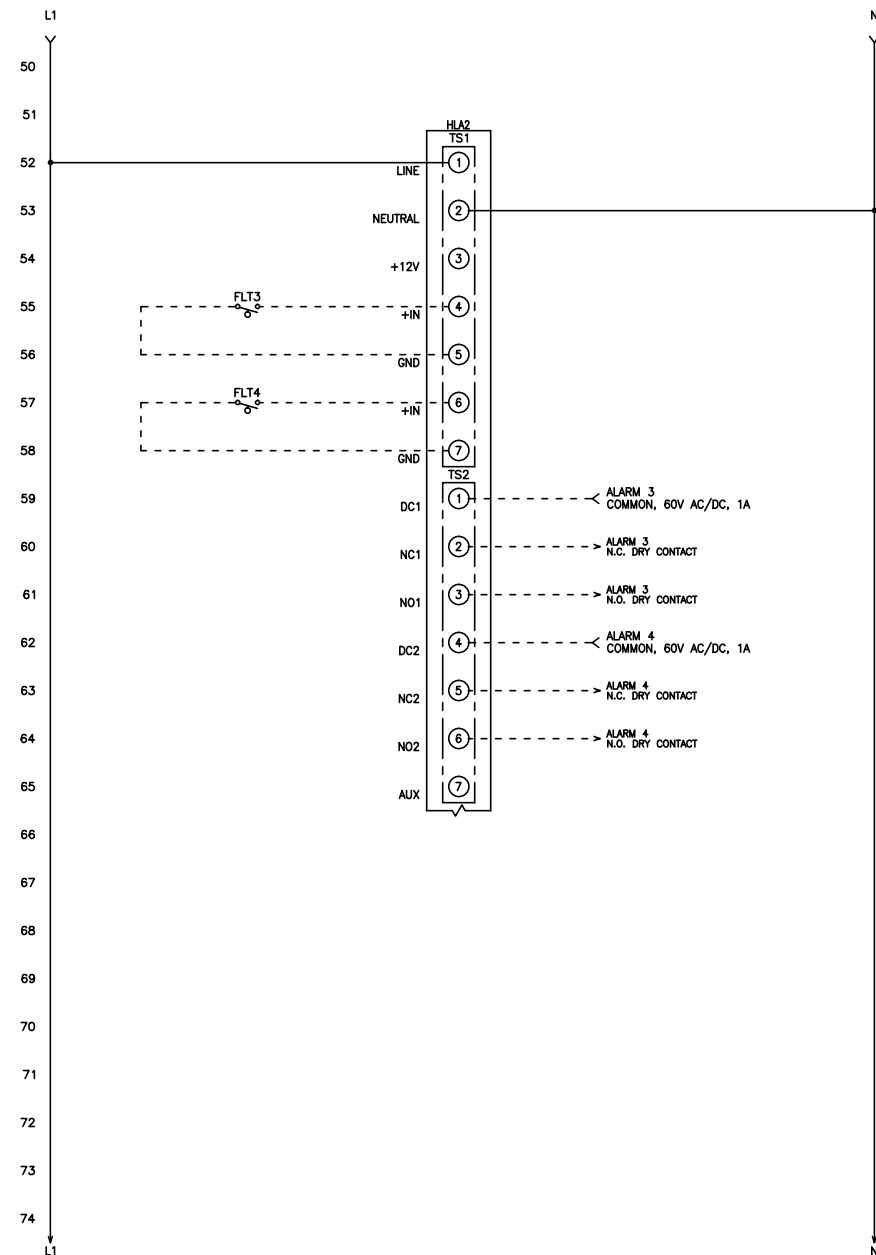 L1 N
50
51
HLA2
TS1
52 LINE 1
53 NEUTRAL 2
54 +12V 3
FLT3
55 +IN 4
56 GND 5
FLT4
57 +IN 6
58 GND 7
TS2
59 DC1 1 ALARM 3
COMMON, 60V AC/DC, 1A
60 NC1 2 ALARM 3
N.C. DRY CONTACT
61 NO1 3 ALARM 3
N.O. DRY CONTACT
62 DC2 4 ALARM 4
COMMON, 60V AC/DC, 1A
63 NC2 5 ALARM 4
N.C. DRY CONTACT
64 NO2 6 ALARM 4
N.O. DRY CONTACT
65 AUX 7
66
67
68
69
70
71
72
73
74
L1 N